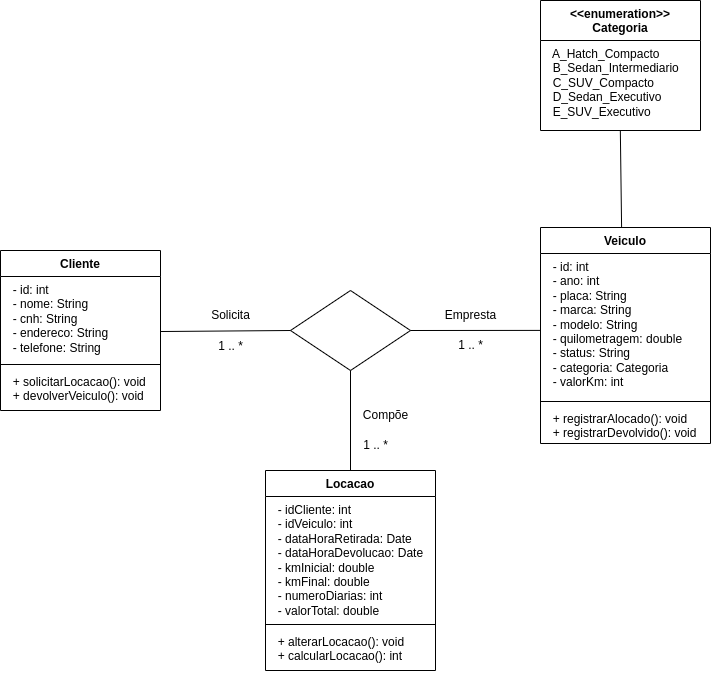 <<enumeration>>
Categoria
A_Hatch_Compacto
B_Sedan_Intermediario
C_SUV_Compacto
D_Sedan_Executivo
E_SUV_Executivo
Cliente
- id: int
- nome: String
- cnh: String
- endereco: String
- telefone: String
+ solicitarLocacao(): void
+ devolverVeiculo(): void
Solicita
1 .. *
Empresta
1 .. *
Veiculo
- id: int
- ano: int
- placa: String
- marca: String
- modelo: String
- quilometragem: double
- status: String
- categoria: Categoria
- valorKm: int
+ registrarAlocado(): void
+ registrarDevolvido(): void
Compõe
1 .. *
Locacao
- idCliente: int
- idVeiculo: int
- dataHoraRetirada: Date
- dataHoraDevolucao: Date
- kmInicial: double
- kmFinal: double
- numeroDiarias: int
- valorTotal: double
+ alterarLocacao(): void
+ calcularLocacao(): int